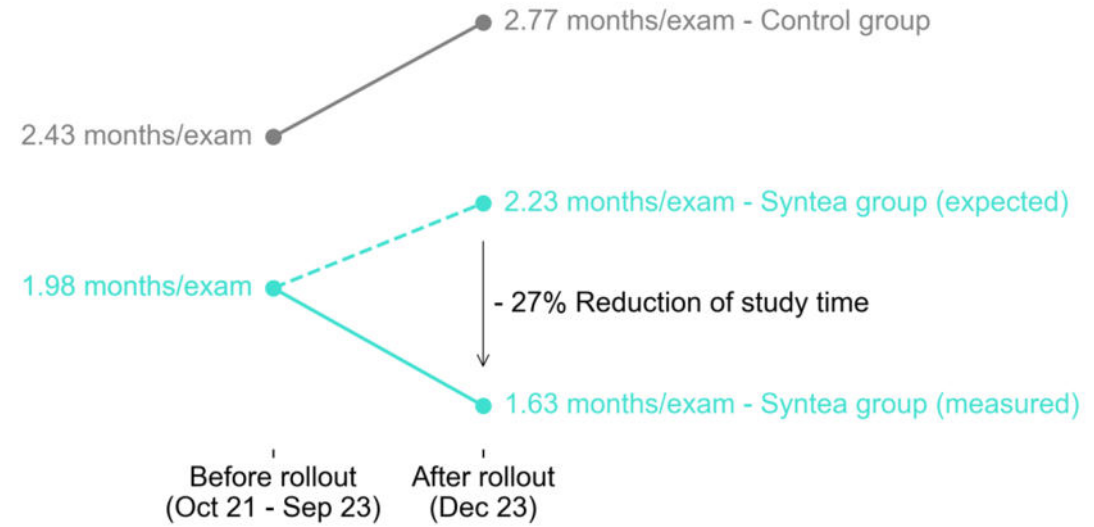 2.77 months/exam - Control group
2.43 months/exam
2.23 months/exam - Syntea group (expected)
1.98 months/exam
- 27% Reduction of study time
1.63 months/exam - Syntea group (measured)
Before rollout
(Oct 21 - Sep 23)
After rollout
(Dec 23)